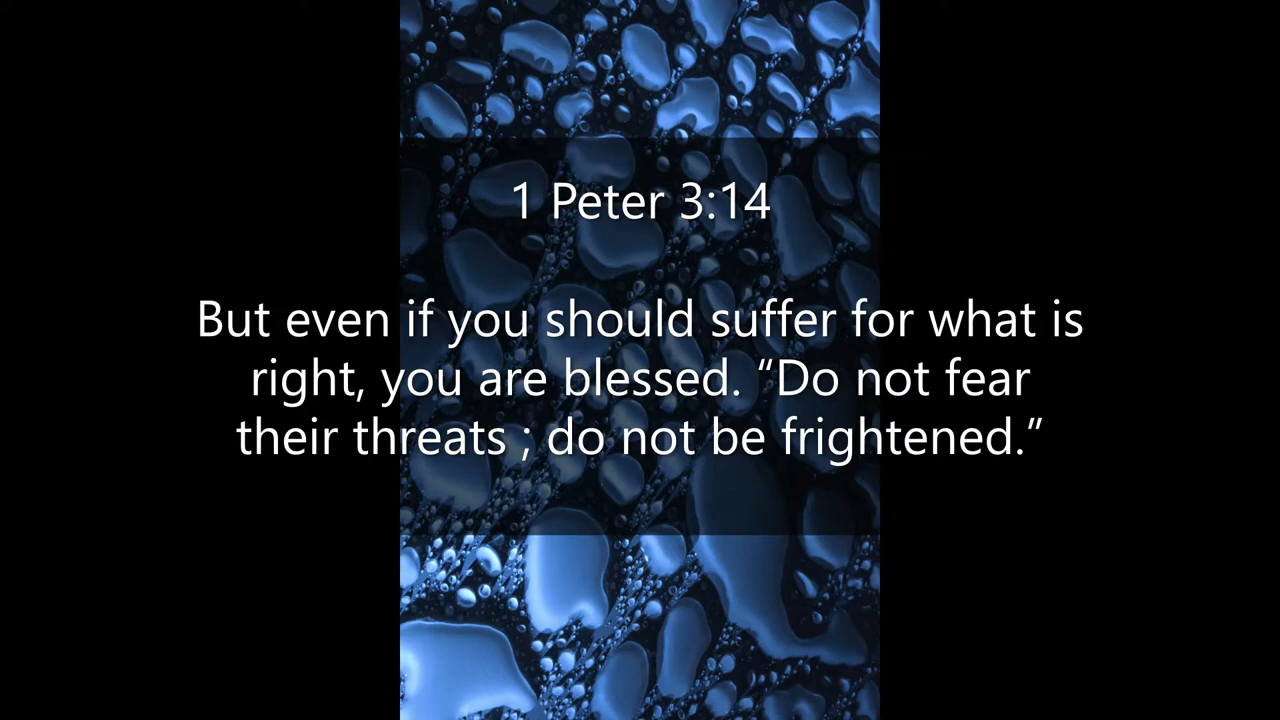 1 Peter 3:14
But even if you should suffer for what is
right, you are blessed. “Do not fear
their threats ; do not be frightened.”